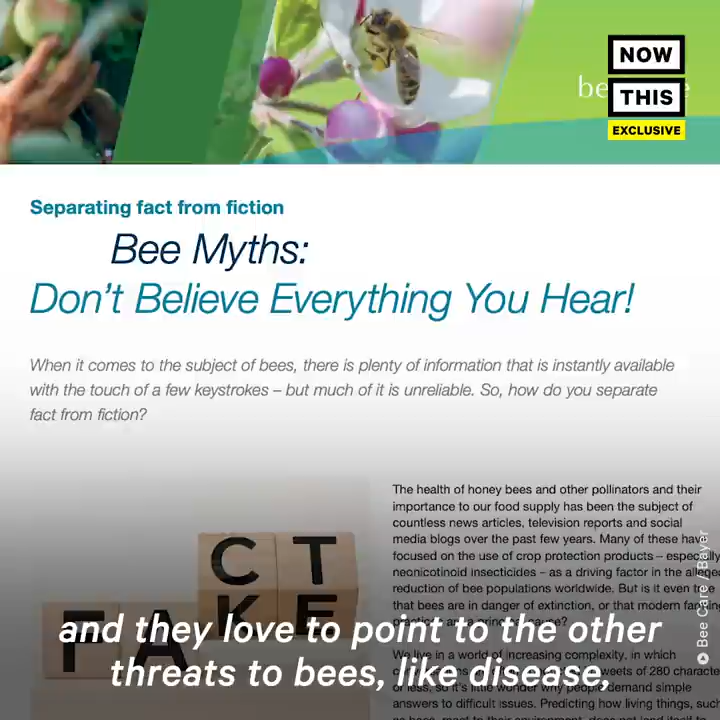 NOW
THIS
EXCLUSIVE
Separating fact from fiction
Bee Myths:
Don't Believe Everything You Hear!
When it comes to the subject of bees, there is plenty of information that is instantly available
with the touch of a few keystrokes – but much of it is unreliable. So, how do you separate
fact from fiction?
The health of honey bees and other pollinators and their
importance to our food supply has been the subject of
countless news articles, television reports and social
media blogs over the past few years. Many of these have
focused on the use of crop protection products – especially
neonicotinoid insecticides – as a driving factor in the alleged
reduction of bee populations worldwide. But is it even true
that bees are in danger of extinction, or that modern farming
C T
K E
F A
and they love to point to the other
threats to bees, like disease,
We live in a world of increasing complexity, in which
tweets of 280 characte
or less, so it's little wonder why people demand simple
answers to difficult issues. Predicting how living things, such
Bee Care / Bayer